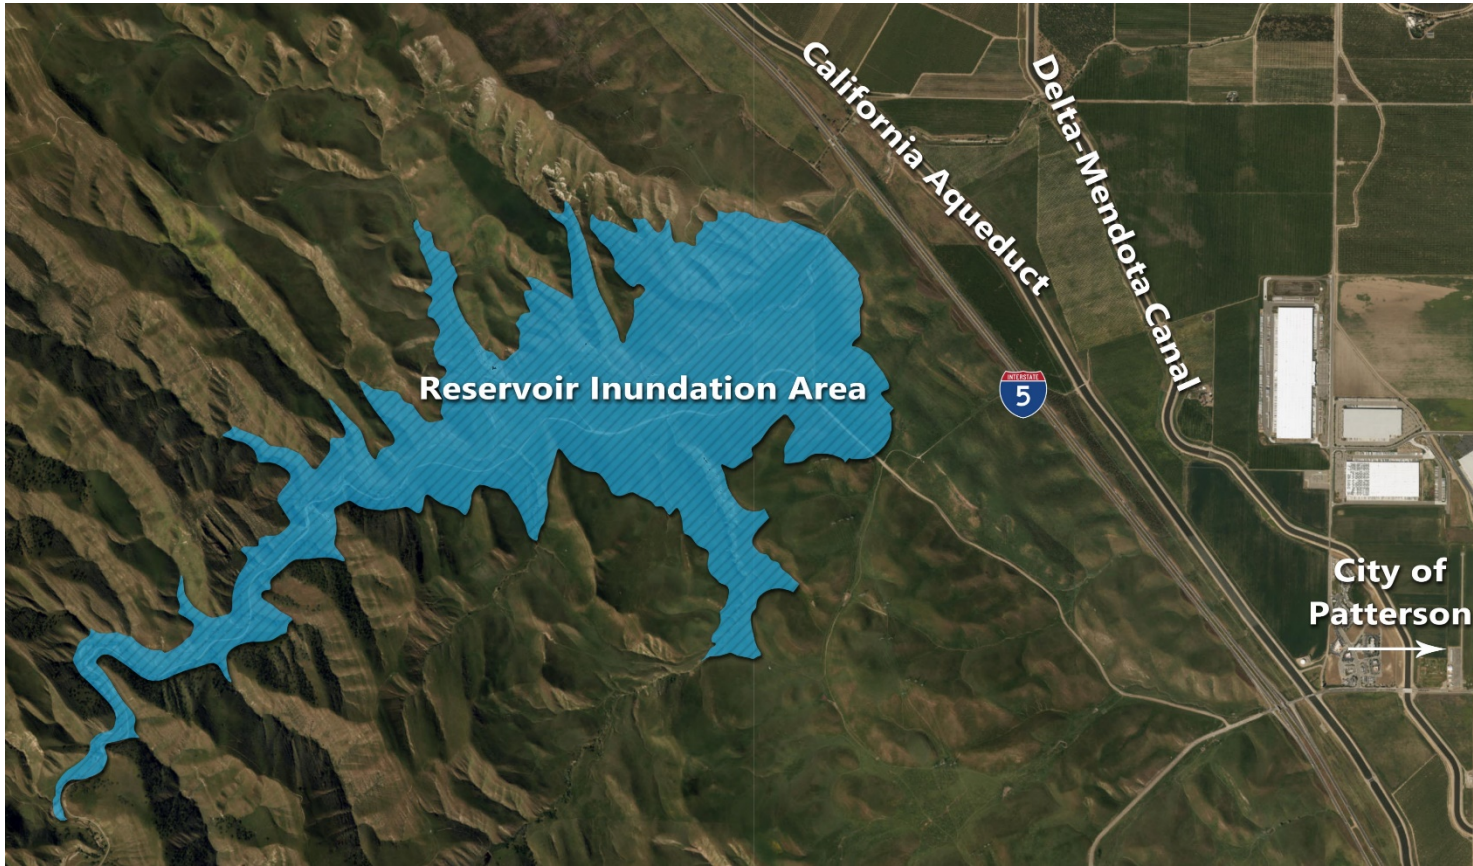 California Aqueduct
Delta-Mendota Canal
Reservoir Inundation Area
INTERSTATE
5
City of
Patterson